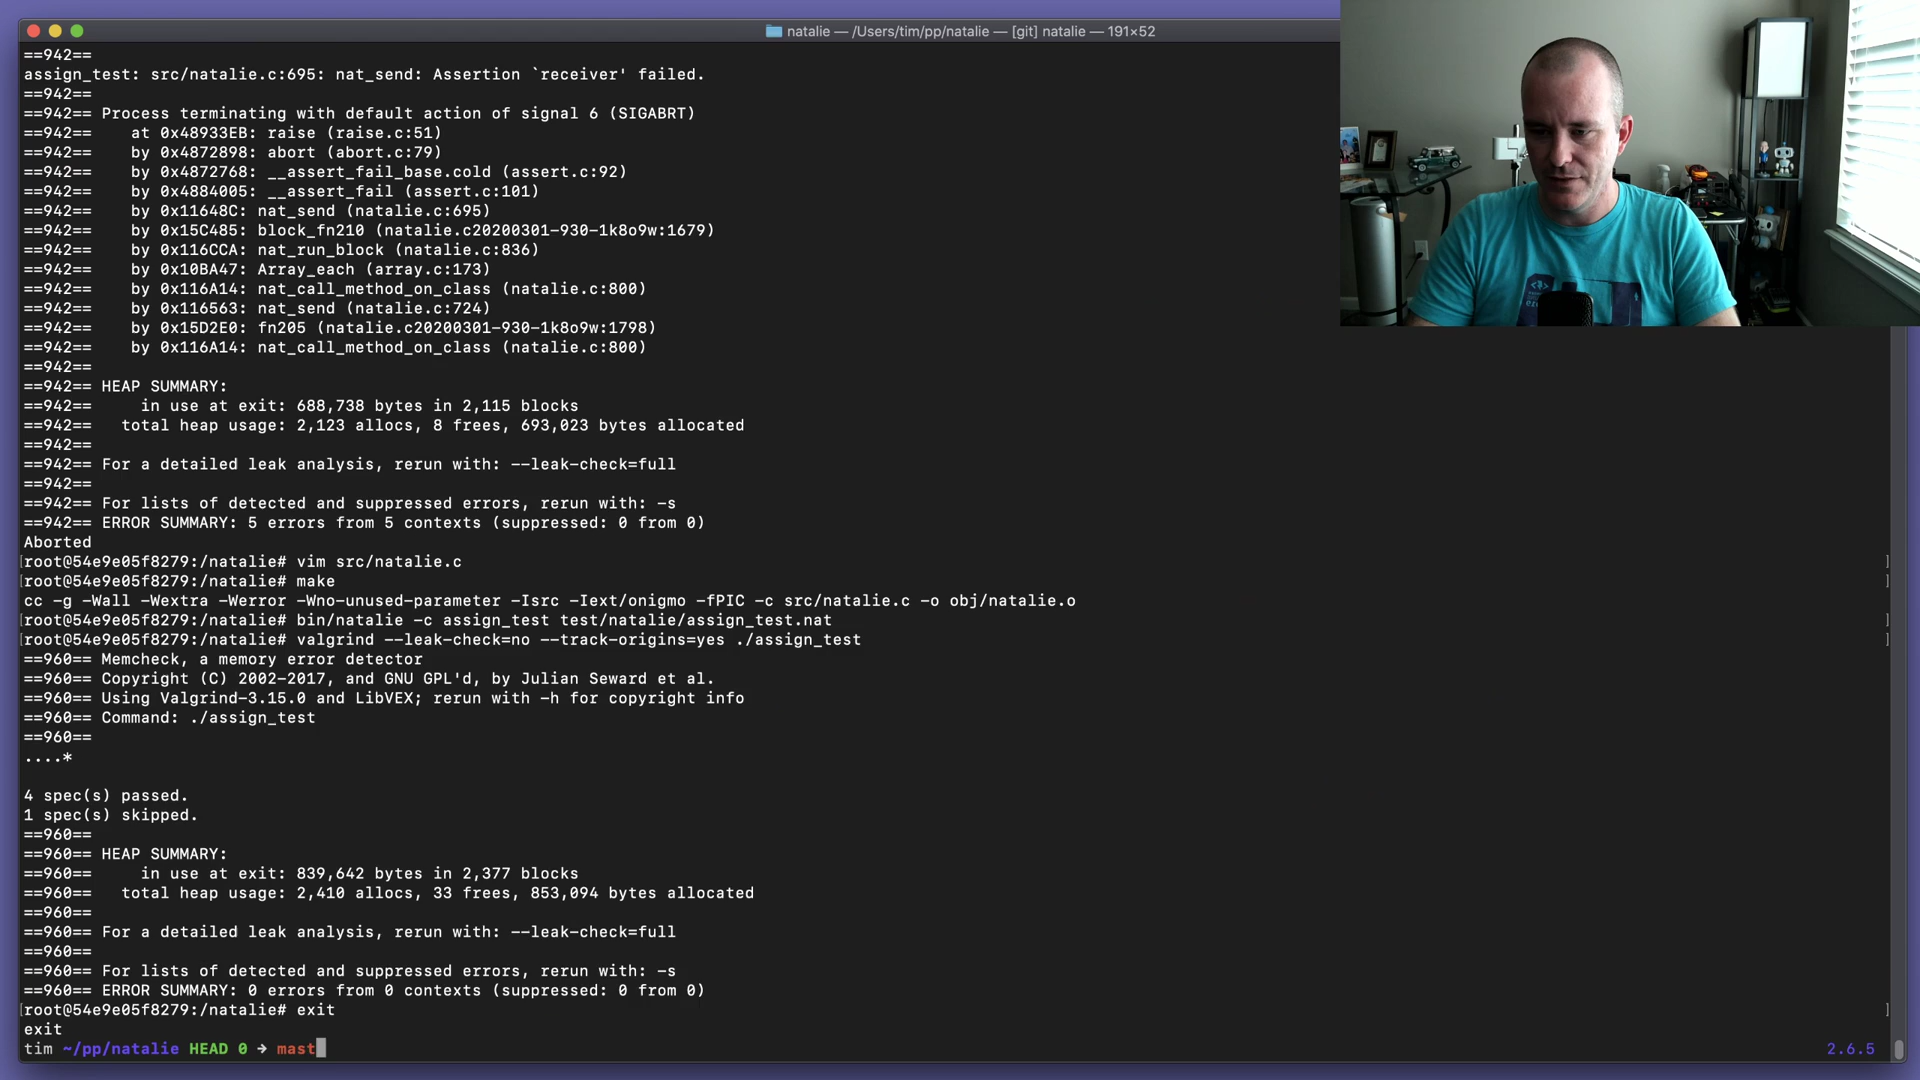 natalie — /Users/tim/pp/natalie — [git] natalie — 191×52
==942==
assign_test: src/natalie.c:695: nat_send: Assertion `receiver' failed.
==942==
==942== Process terminating with default action of signal 6 (SIGABRT)
==942==    at 0x48933EB: raise (raise.c:51)
==942==    by 0x4872898: abort (abort.c:79)
==942==    by 0x4872768: __assert_fail_base.cold (assert.c:92)
==942==    by 0x4884005: __assert_fail (assert.c:101)
==942==    by 0x11648C: nat_send (natalie.c:695)
==942==    by 0x15C485: block_fn210 (natalie.c20200301-930-1k8o9w:1679)
==942==    by 0x116CCA: nat_run_block (natalie.c:836)
==942==    by 0x10BA47: Array_each (array.c:173)
==942==    by 0x116A14: nat_call_method_on_class (natalie.c:800)
==942==    by 0x116563: nat_send (natalie.c:724)
==942==    by 0x15D2E0: fn205 (natalie.c20200301-930-1k8o9w:1798)
==942==    by 0x116A14: nat_call_method_on_class (natalie.c:800)
==942==
==942== HEAP SUMMARY:
==942==     in use at exit: 688,738 bytes in 2,115 blocks
==942==   total heap usage: 2,123 allocs, 8 frees, 693,023 bytes allocated
==942==
==942== For a detailed leak analysis, rerun with: --leak-check=full
==942==
==942== For lists of detected and suppressed errors, rerun with: -s
==942== ERROR SUMMARY: 5 errors from 5 contexts (suppressed: 0 from 0)
Aborted
[root@54e9e05f8279:/natalie# vim src/natalie.c ]
[root@54e9e05f8279:/natalie# make ]
cc -g -Wall -Wextra -Werror -Wno-unused-parameter -Isrc -Iext/onigmo -fPIC -c src/natalie.c -o obj/natalie.o
[root@54e9e05f8279:/natalie# bin/natalie -c assign_test test/natalie/assign_test.nat ]
[root@54e9e05f8279:/natalie# valgrind --leak-check=no --track-origins=yes ./assign_test ]
==960== Memcheck, a memory error detector
==960== Copyright (C) 2002-2017, and GNU GPL'd, by Julian Seward et al.
==960== Using Valgrind-3.15.0 and LibVEX; rerun with -h for copyright info
==960== Command: ./assign_test
==960==
....*
4 spec(s) passed.
1 spec(s) skipped.
==960==
==960== HEAP SUMMARY:
==960==     in use at exit: 839,642 bytes in 2,377 blocks
==960==   total heap usage: 2,410 allocs, 33 frees, 853,094 bytes allocated
==960==
==960== For a detailed leak analysis, rerun with: --leak-check=full
==960==
==960== For lists of detected and suppressed errors, rerun with: -s
==960== ERROR SUMMARY: 0 errors from 0 contexts (suppressed: 0 from 0)
[root@54e9e05f8279:/natalie# exit ]
exit
tim ~/pp/natalie HEAD 0 → mast 2.6.5